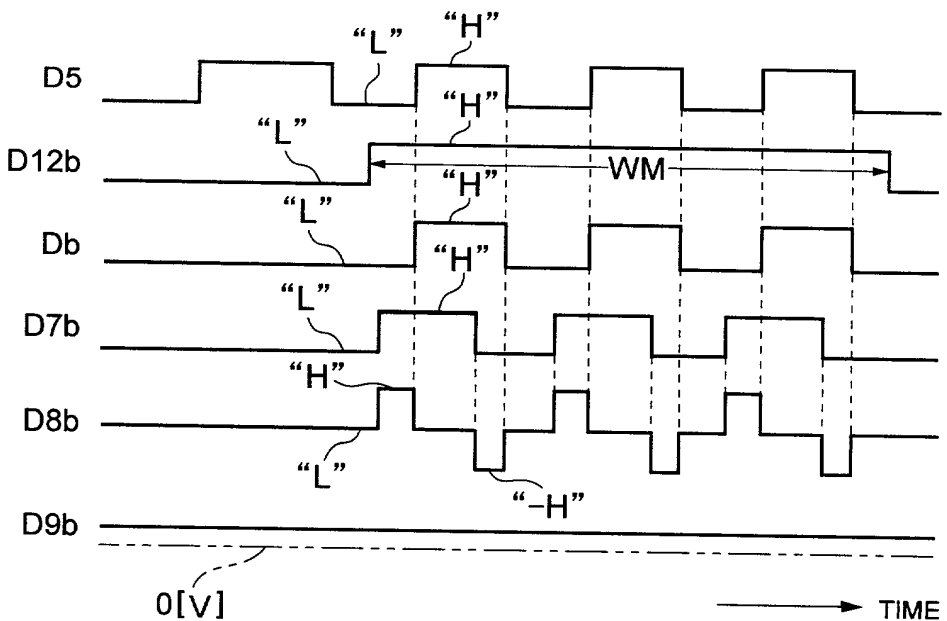 “H”
D5 “L”
“H”
D12b “L” WM
“H”
Db “L”
“H”
D7b “L”
“H”
D8b
“L”
“–H”
D9b
0[V]
TIME